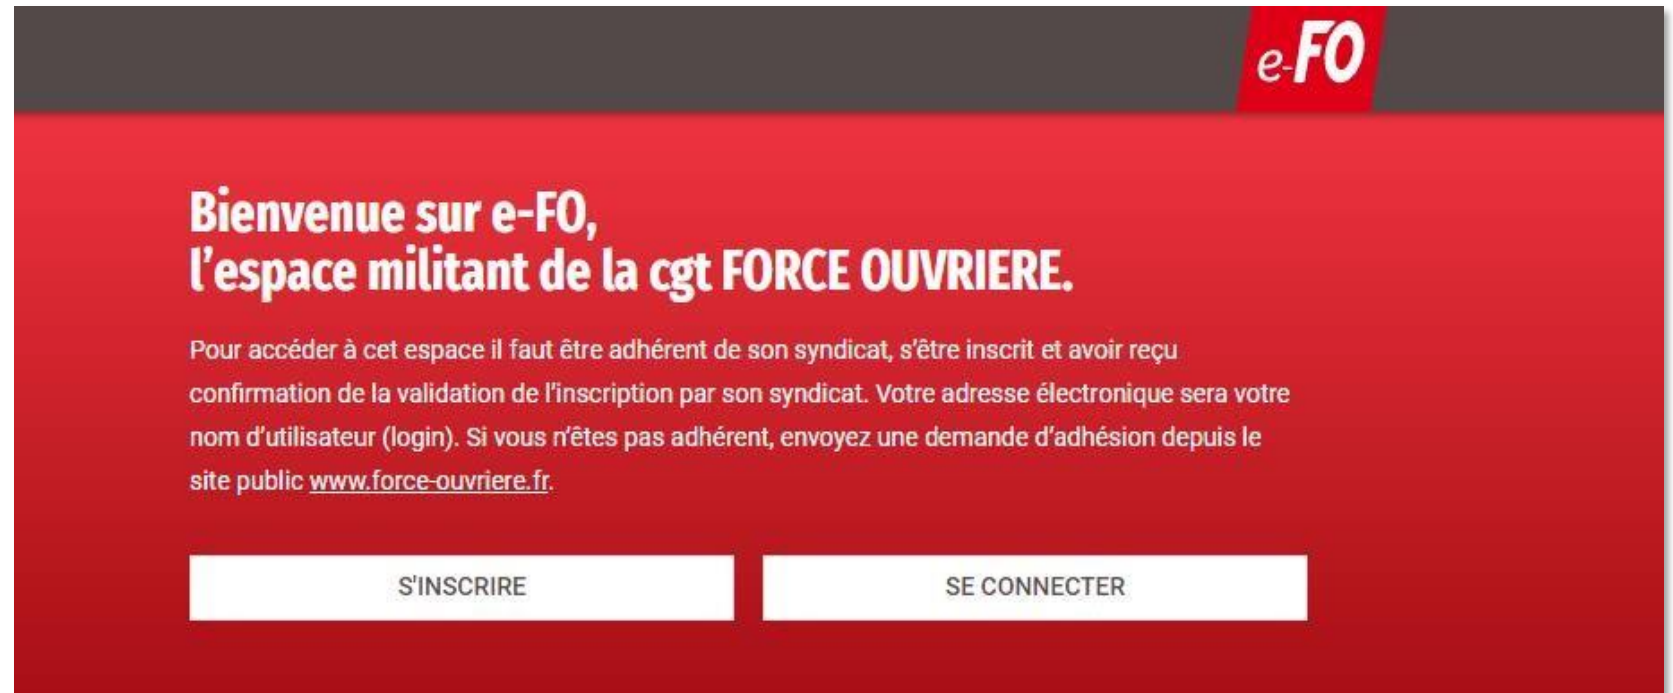 e-FO
Bienvenue sur e-FO,
l’espace militant de la cgt FORCE OUVRIERE.
Pour accéder à cet espace il faut être adhérent de son syndicat, s’être inscrit et avoir reçu
confirmation de la validation de l’inscription par son syndicat. Votre adresse électronique sera votre
nom d’utilisateur (login). Si vous n’êtes pas adhérent, envoyez une demande d’adhésion depuis le
site public www.force-ouvriere.fr.
S'INSCRIRE
SE CONNECTER